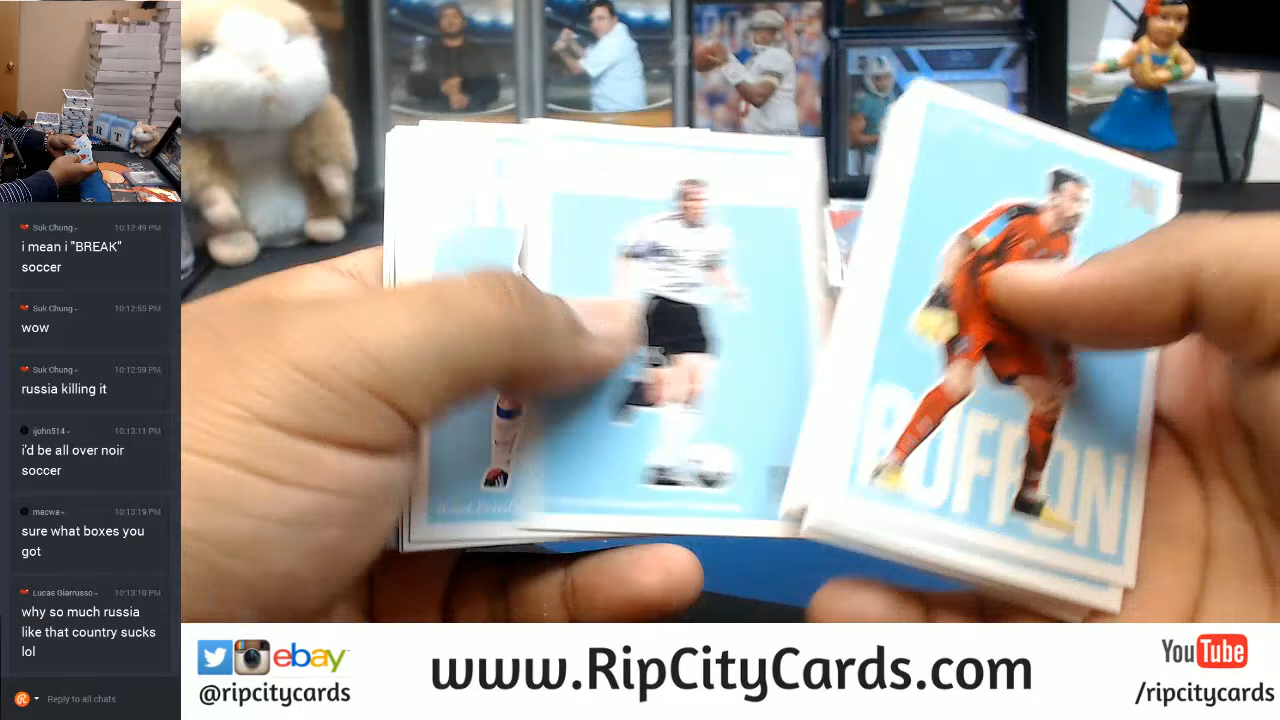 Suk Chung- 10:12:49 PM
i mean i "BREAK"
soccer
Suk Chung- 10:12:55 PM
wow
Suk Chung- 10:12:59 PM
russia killing it
ijohn514- 10:13:11 PM
i'd be all over noir
soccer
macwa- 10:13:19 PM
sure what boxes you
got
Lucas Giarrusso- 10:13:10 PM
why so much russia
like that country sucks
lol
Reply to all chats
BUFFON
ebay
@ripcitycards
www.RipCityCards.com
YouTube
/ripcitycards